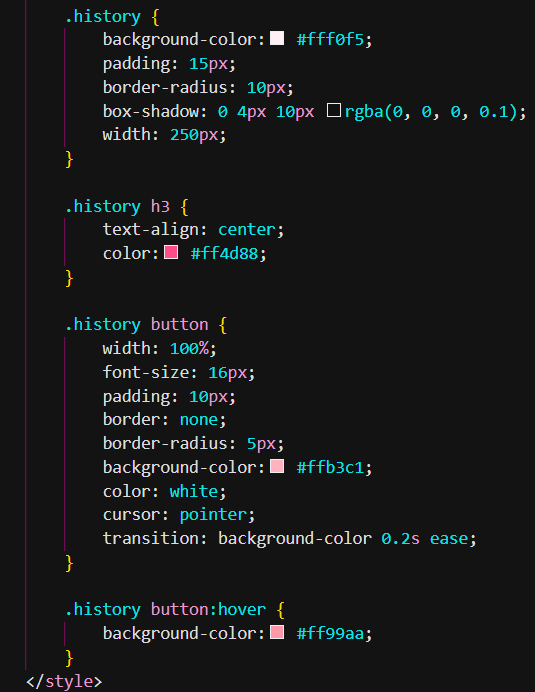 .history {
background-color: #fff0f5;
padding: 15px;
border-radius: 10px;
box-shadow: 0 4px 10px rgba(0, 0, 0, 0.1);
width: 250px;
}
.history h3 {
text-align: center;
color: #ff4d88;
}
.history button {
width: 100%;
font-size: 16px;
padding: 10px;
border: none;
border-radius: 5px;
background-color: #ffb3c1;
color: white;
cursor: pointer;
transition: background-color 0.2s ease;
}
.history button:hover {
background-color: #ff99aa;
}
</style>